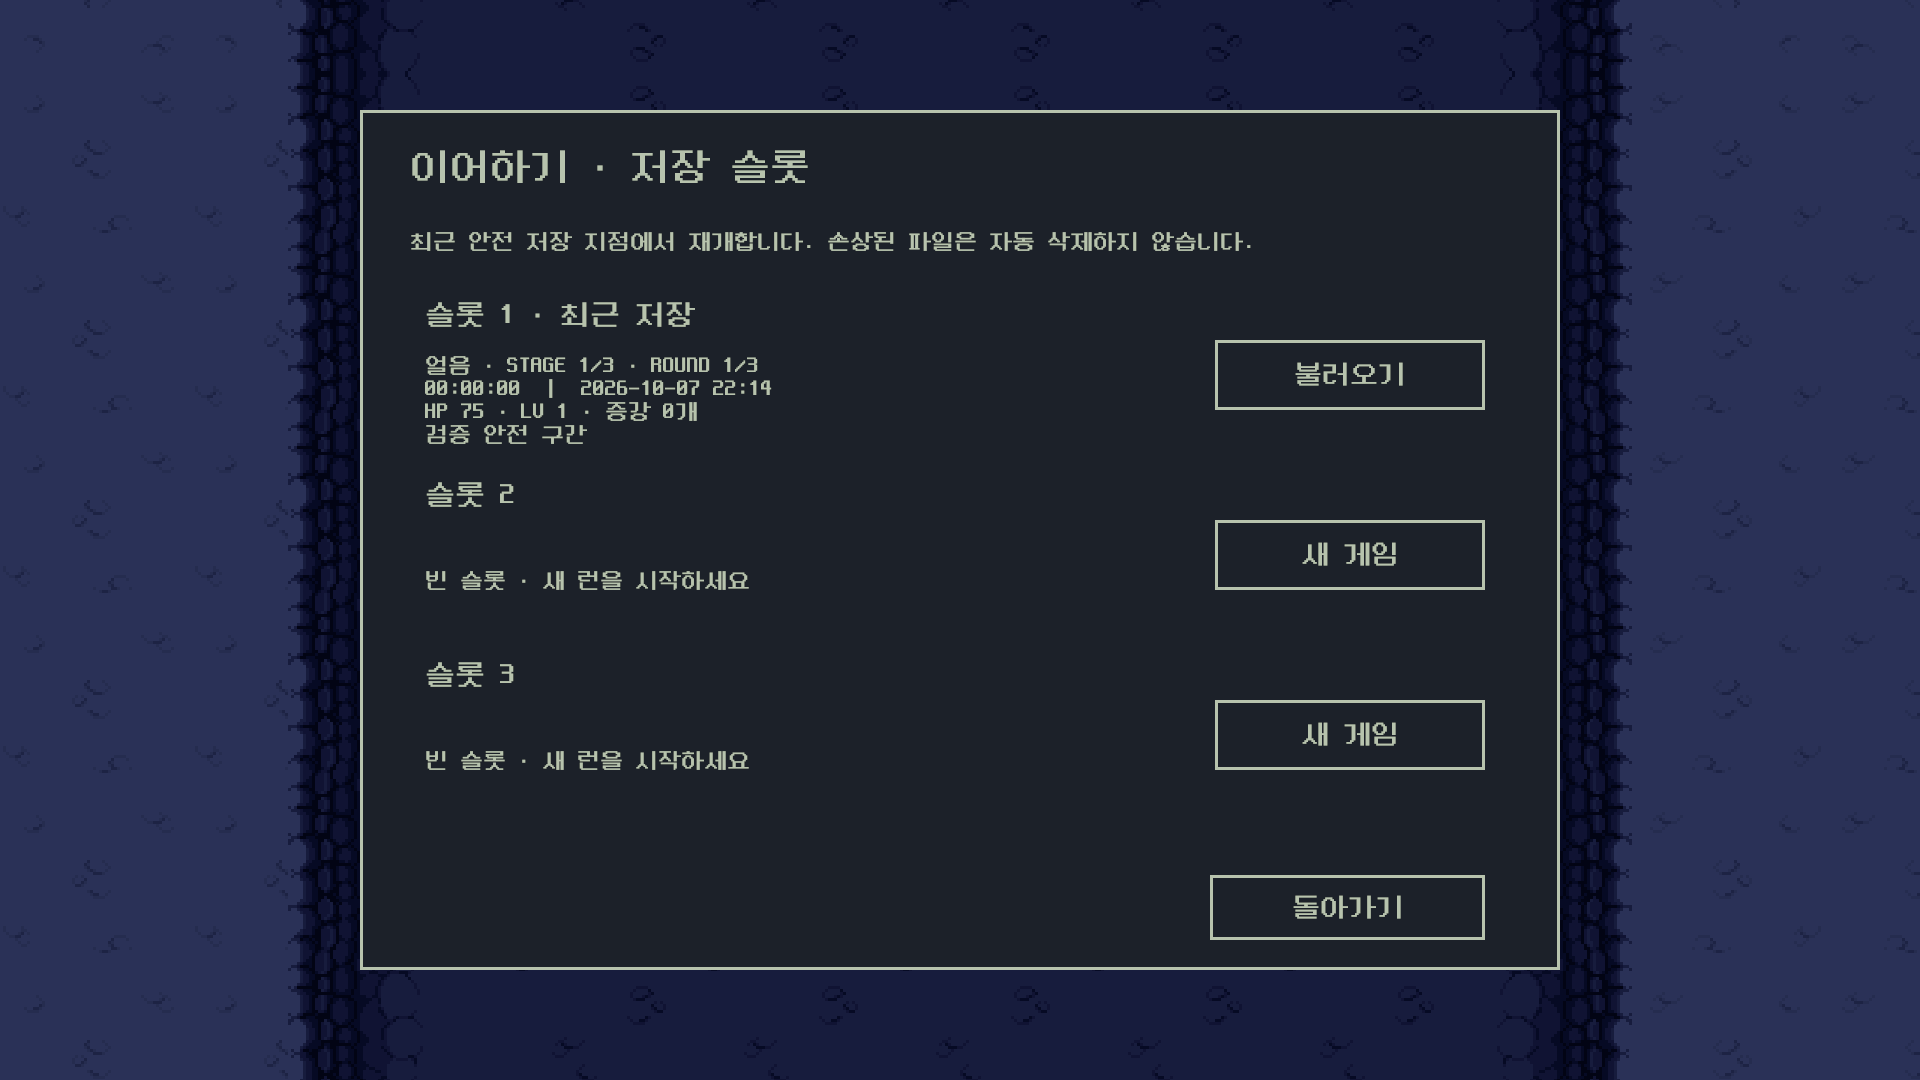 이어하기 · 저장 슬롯
최근 안전 저장 지점에서 재개합니다. 손상된 파일은 자동 삭제하지 않습니다.
슬롯 1 · 최근 저장
얼음 · STAGE 1/3 · ROUND 1/3
00:00:00 | 2026-10-07 22:14
HP 75 · LV 1 · 증강 0개
검증 안전 구간
불러오기
슬롯 2
빈 슬롯 · 새 런을 시작하세요
새 게임
슬롯 3
빈 슬롯 · 새 런을 시작하세요
새 게임
돌아가기